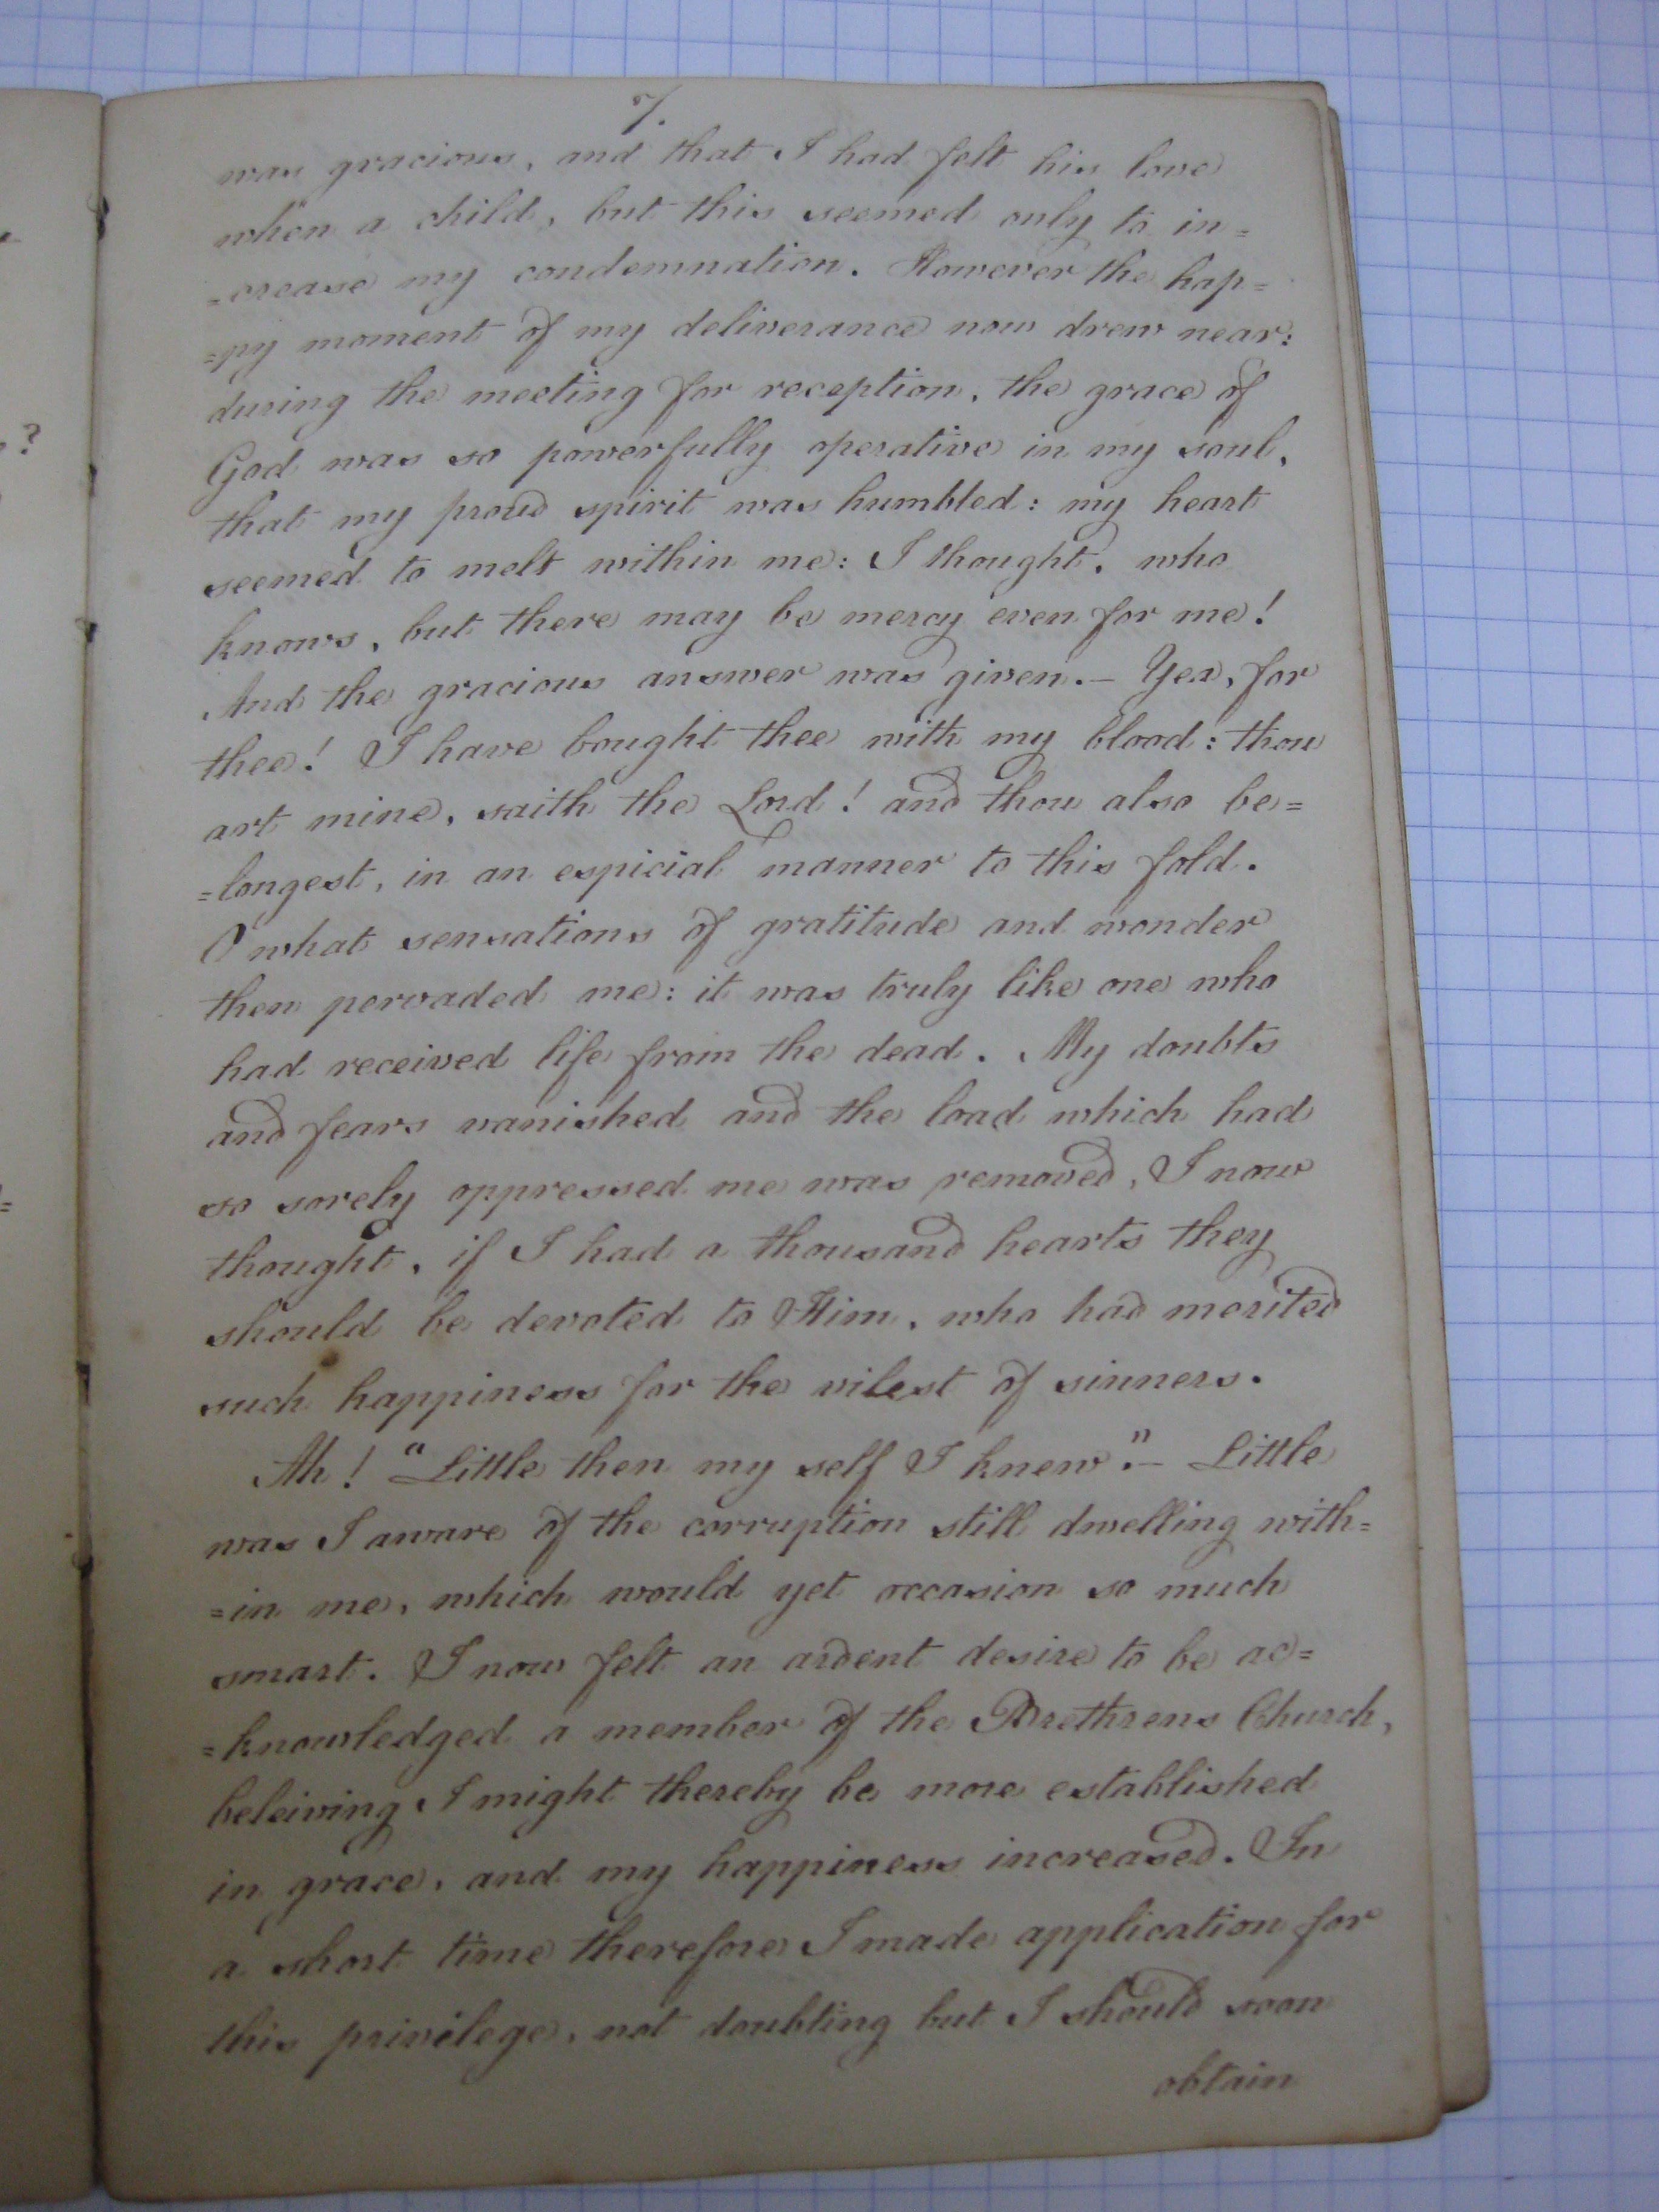 7.
was gracious, and that I had felt his love
when a child, but this seemed only to in=
=crease my condemnation. However the hap=
=py moment of my deliverance now drew near:
during the meeting for reception, the grace of
God was so powerfully operative in my soul,
that my proud spirit was humbled: my heart
seemed to melt within me: I thought, who
knows, but there may be mercy even for me!
And the gracious answer was given.— Yea, for
thee! I have bought thee with my blood: thou
art mine, saith the Lord! and thou also be=
=longest, in an espicial manner to this fold.
O what sensations of gratitude and wonder
then pervaded me: it was truly like one who
had received life from the dead. My doubts
and fears vanished and the load which had
so sorely oppressed me was removed, I now
thought, if I had a thousand hearts they
should be devoted to Him, who had merited
such happiness for the vilest of sinners.
Ah! "Little then my self I knew".— Little
was I aware of the corruption still dwelling with=
=in me, which would yet occasion so much
smart. I now felt an ardent desire to be ac=
=knowledged a member of the Brethrens Church,
beleiving I might thereby be more established
in grace, and my happiness increased. In
a short time therefore I made application for
this privilege, not doubting but I should soon
obtain